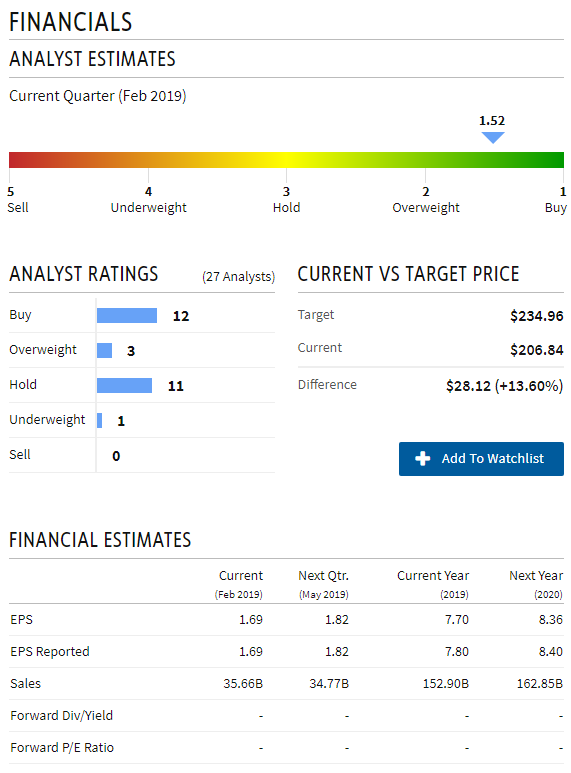 FINANCIALS
ANALYST ESTIMATES
Current Quarter (Feb 2019)
1.52
5 4 3 2 1
Sell Underweight Hold Overweight Buy
ANALYST RATINGS (27 Analysts)
Buy 12
Overweight 3
Hold 11
Underweight 1
Sell 0
CURRENT VS TARGET PRICE
Target $234.96
Current $206.84
Difference $28.12 (+13.60%)
Add To Watchlist
FINANCIAL ESTIMATES
Current Next Qtr. Current Year Next Year
(Feb 2019) (May 2019) (2019) (2020)
EPS 1.69 1.82 7.70 8.36
EPS Reported 1.69 1.82 7.80 8.40
Sales 35.66B 34.77B 152.90B 162.85B
Forward Div/Yield - - - -
Forward P/E Ratio - - - -